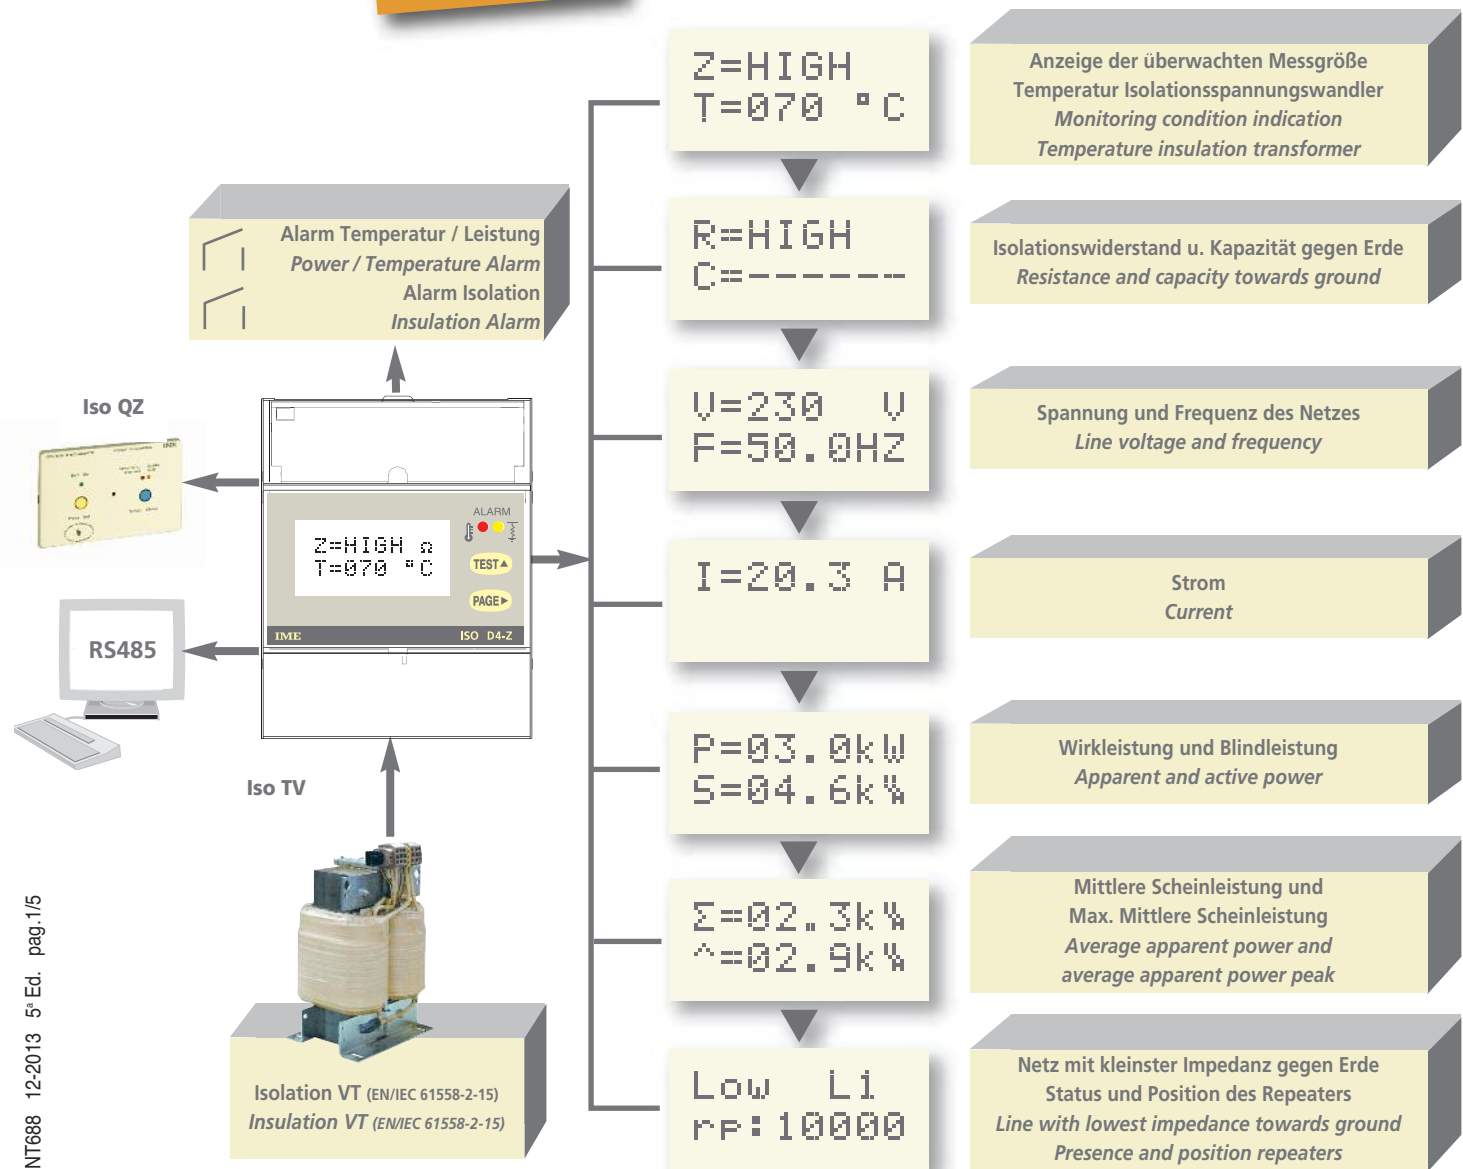 Z=HIGH
T=070 °C
Anzeige der überwachten Messgröße
Temperatur Isolationsspannungswandler
Monitoring condition indication
Temperature insulation transformer
Alarm Temperatur / Leistung
Power / Temperature Alarm
Alarm Isolation
Insulation Alarm
R=HIGH
C=------
Isolationswiderstand u. Kapazität gegen Erde
Resistance and capacity towards ground
Iso QZ
V=230 V
F=50.0HZ
Spannung und Frequenz des Netzes
Line voltage and frequency
ALARM
Z=HIGH Ω
T=070 °C
TEST▲
PAGE►
IME ISO D4-Z
I=20.3 A
Strom
Current
RS485
P=03.0kW
S=04.6kVA
Wirkleistung und Blindleistung
Apparent and active power
Iso TV
Σ=02.3kVA
^=02.9kVA
Mittlere Scheinleistung und
Max. Mittlere Scheinleistung
Average apparent power and
average apparent power peak
Isolation VT (EN/IEC 61558-2-15)
Insulation VT (EN/IEC 61558-2-15)
Low Li
rp:10000
Netz mit kleinster Impedanz gegen Erde
Status und Position des Repeaters
Line with lowest impedance towards ground
Presence and position repeaters
NT688 12-2013 5ª Ed. pag.1/5